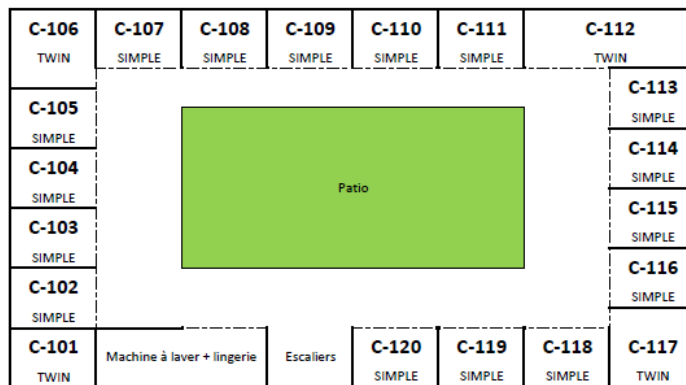 C-106 C-107 C-108 C-109 C-110 C-111 C-112
TWIN SIMPLE SIMPLE SIMPLE SIMPLE SIMPLE TWIN
C-113
SIMPLE
C-105
SIMPLE
C-114
SIMPLE
C-104
SIMPLE
Patio
C-115
SIMPLE
C-103
SIMPLE
C-116
SIMPLE
C-102
SIMPLE
C-101 Machine à laver + lingerie Escaliers C-120 C-119 C-118 C-117
TWIN SIMPLE SIMPLE SIMPLE TWIN